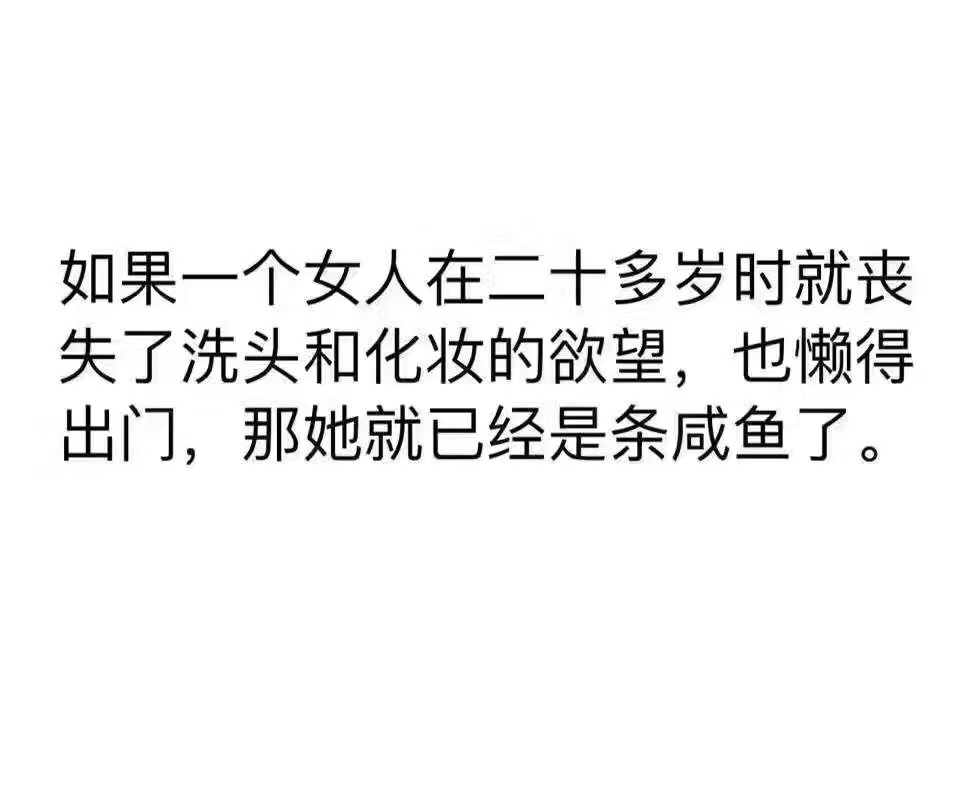 如果一个女人在二十多岁时就丧
失了洗头和化妆的欲望，也懒得
出门，那她就已经是条咸鱼了。